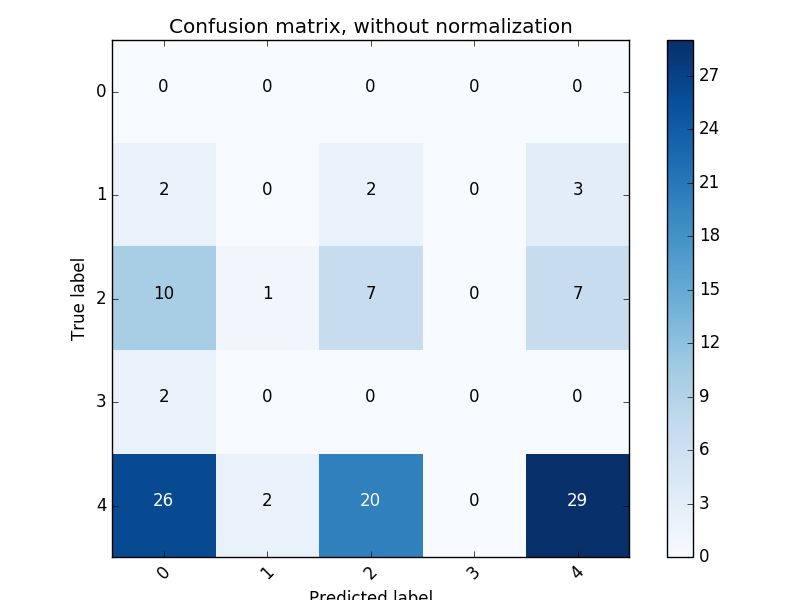 Confusion matrix, without normalization
0 0 0 0 0 0
1 2 0 2 0 3
2 10 1 7 0 7
3 2 0 0 0 0
4 26 2 20 0 29
0 1 2 3 4
True label
Predicted label
27
24
21
18
15
12
9
6
3
0